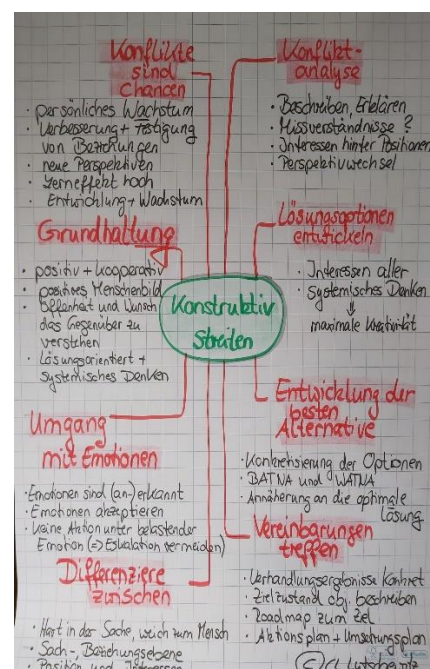 Konflikte
sind
Chancen
· persönliches Wachstum
· Verbesserung + Festigung
von Beziehungen
· neue Perspektiven
· Lerneffekt hoch
· Entwicklung + Wachstum
Grundhaltung
· positiv + kooperativ
· positives Menschenbild
· Offenheit und Wunsch
das Gegenüber zu
verstehen
· Lösungsorientiert +
systemisches Denken
Umgang
mit Emotionen
· Emotionen sind (an-)erkannt
· Emotionen akzeptieren
· Keine Aktion unter belastender
Emotion (=> Eskalation vermeiden)
Differenziere
zwischen
· Hart in der Sache, weich zum Mensch
· Sach-, Beziehungsebene
· Position und Interessen
Konstruktiv
Streiten
Konflikt-
analyse
· Beschreiben, Erklären
· Missverständnisse?
· Interessen hinter Positionen
· Perspektivwechsel
Lösungsoptionen
entwickeln
· Interessen aller
· Systemisches Denken
↓
maximale Kreativität
Entwicklung der
besten
Alternative
· Konkretisierung der Optionen
· BATNA und WATNA
· Annäherung an die optimale
Lösung
Vereinbarungen
treffen
· Verhandlungsergebnisse konkret
· Zielzustand obj. beschreiben
· Roadmap zum Ziel
· Aktionsplan + Umsetzungsplan